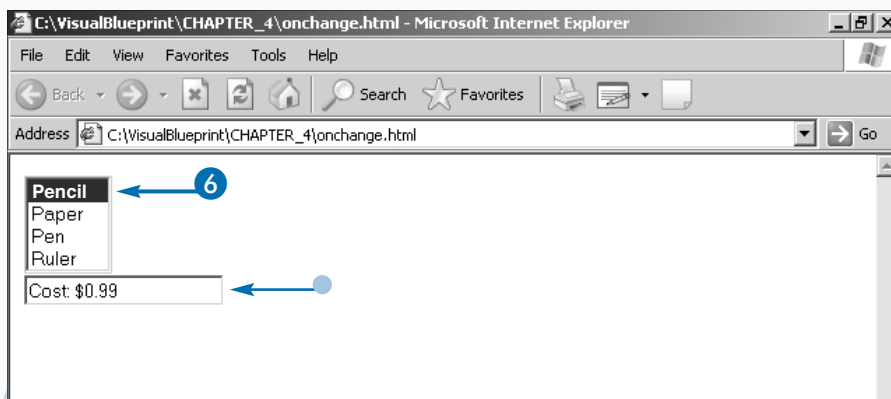 C:\VisualBlueprint\CHAPTER_4\onchange.html - Microsoft Internet Explorer
File Edit View Favorites Tools Help
Back Search Favorites
Address C:\VisualBlueprint\CHAPTER_4\onchange.html Go
Pencil 6
Paper
Pen
Ruler
Cost: $0.99